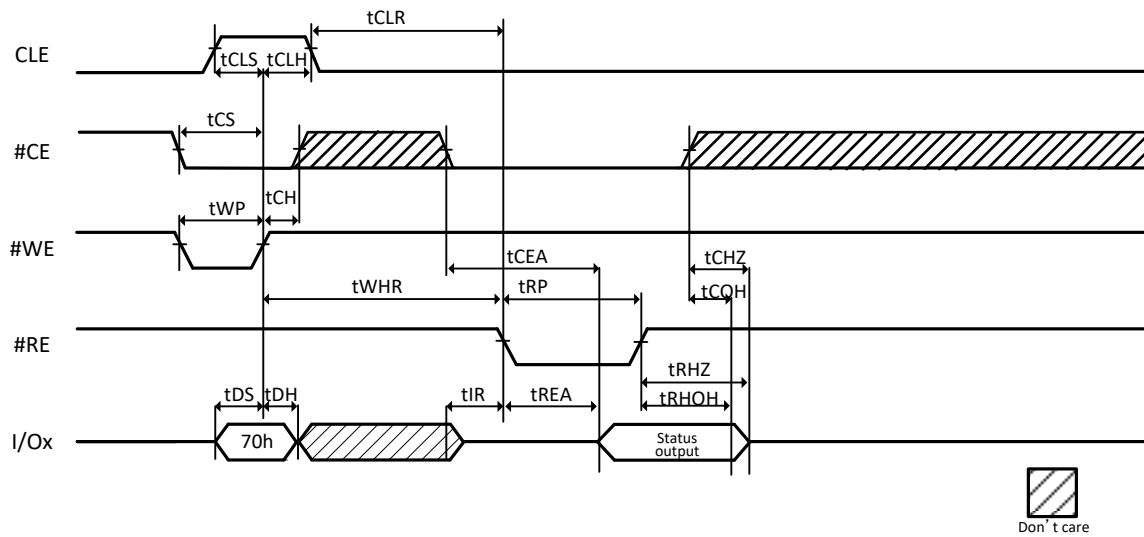 tCLR
CLE
tCLS tCLH
tCS
#CE
tCH
tWP
#WE
tCEA
tCHZ
tWHR
tRP
tCOH
#RE
tRHZ
tDS tDH
tIR
tREA
tRHOH
I/Ox
70h
Status
output
Don't care